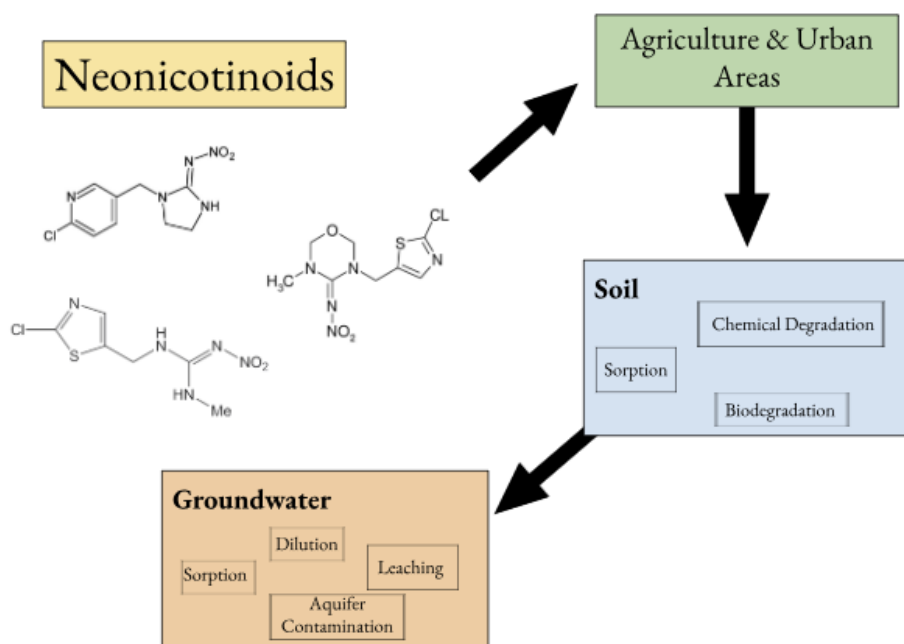 Neonicotinoids
Agriculture & Urban
Areas
N
NO₂
N
N
NH
Cl
O
S
CL
N
N
N
H₃C
N
NO₂
N
Cl
S
H
N
N
NO₂
HN
Me
Soil
Chemical Degradation
Sorption
Biodegradation
Groundwater
Dilution
Sorption
Leaching
Aquifer
Contamination